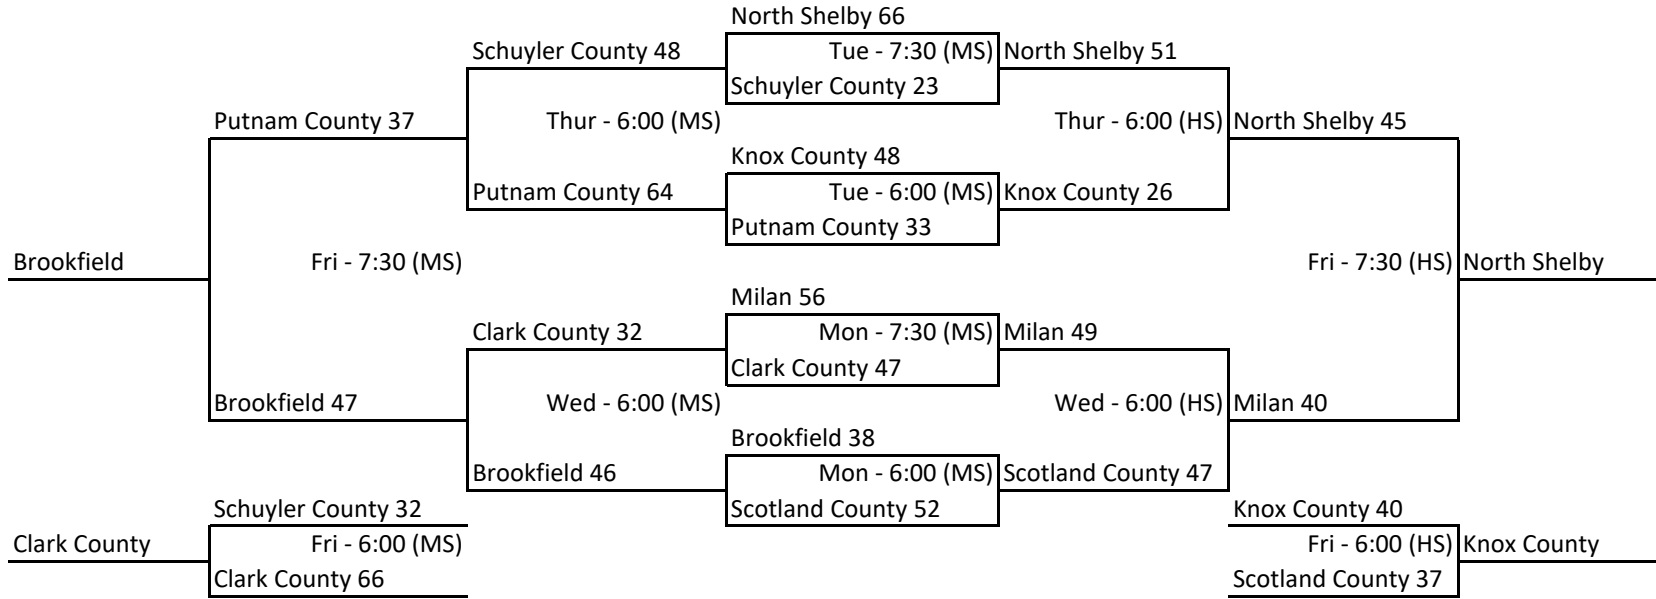 North Shelby 66
Schuyler County 48
Tue - 7:30 (MS)
North Shelby 51
Schuyler County 23
Putnam County 37
Thur - 6:00 (MS)
Thur - 6:00 (HS)
North Shelby 45
Knox County 48
Putnam County 64
Tue - 6:00 (MS)
Knox County 26
Putnam County 33
Brookfield
Fri - 7:30 (MS)
Fri - 7:30 (HS)
North Shelby
Milan 56
Clark County 32
Mon - 7:30 (MS)
Milan 49
Clark County 47
Brookfield 47
Wed - 6:00 (MS)
Wed - 6:00 (HS)
Milan 40
Brookfield 38
Brookfield 46
Mon - 6:00 (MS)
Scotland County 47
Schuyler County 32
Scotland County 52
Knox County 40
Clark County
Fri - 6:00 (MS)
Fri - 6:00 (HS)
Knox County
Clark County 66
Scotland County 37